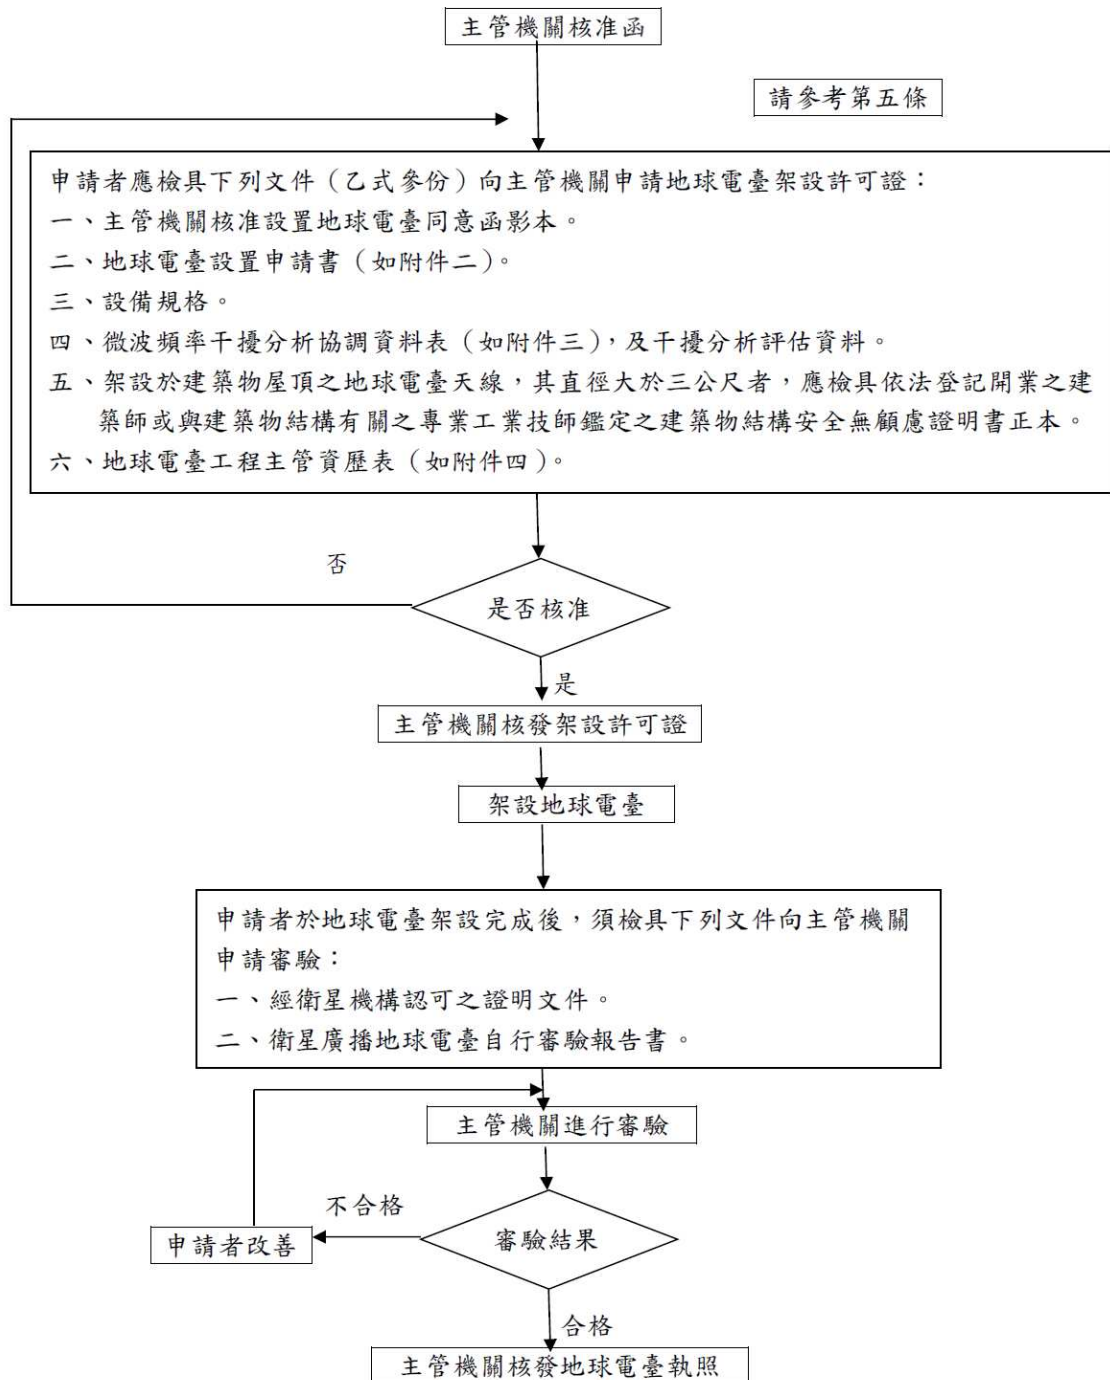 主管機關核准函
請參考第五條
申請者應檢具下列文件（乙式參份）向主管機關申請地球電臺架設許可證：
一、主管機關核准設置地球電臺同意函影本。
二、地球電臺設置申請書（如附件二）。
三、設備規格。
四、微波頻率干擾分析協調資料表（如附件三），及干擾分析評估資料。
五、架設於建築物屋頂之地球電臺天線，其直徑大於三公尺者，應檢具依法登記開業之建
築師或與建築物結構有關之專業工業技師鑑定之建築物結構安全無顧慮證明書正本。
六、地球電臺工程主管資歷表（如附件四）。
否
是否核准
是
主管機關核發架設許可證
架設地球電臺
申請者於地球電臺架設完成後，須檢具下列文件向主管機關
申請審驗：
一、經衛星機構認可之證明文件。
二、衛星廣播地球電臺自行審驗報告書。
主管機關進行審驗
不合格
申請者改善
審驗結果
合格
主管機關核發地球電臺執照